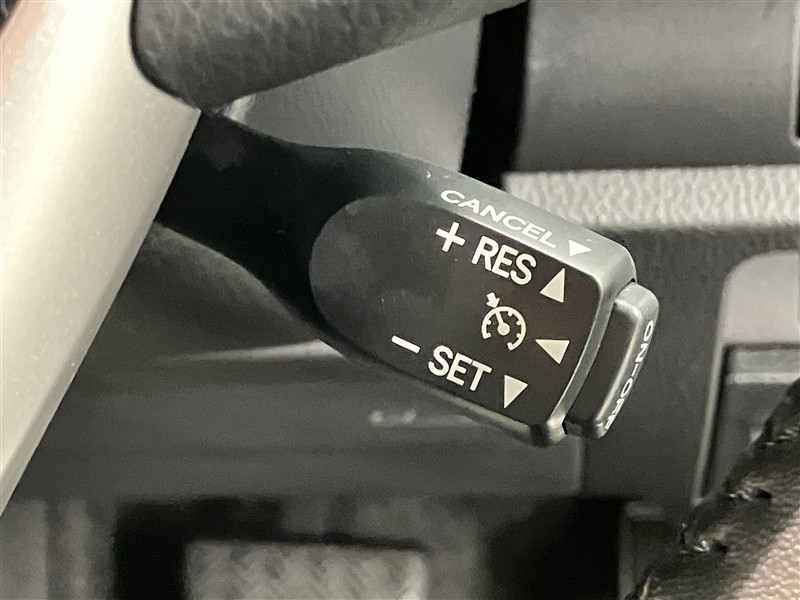 CANCEL ▼
+ RES ▲
◀
− SET ▼
ON-OFF